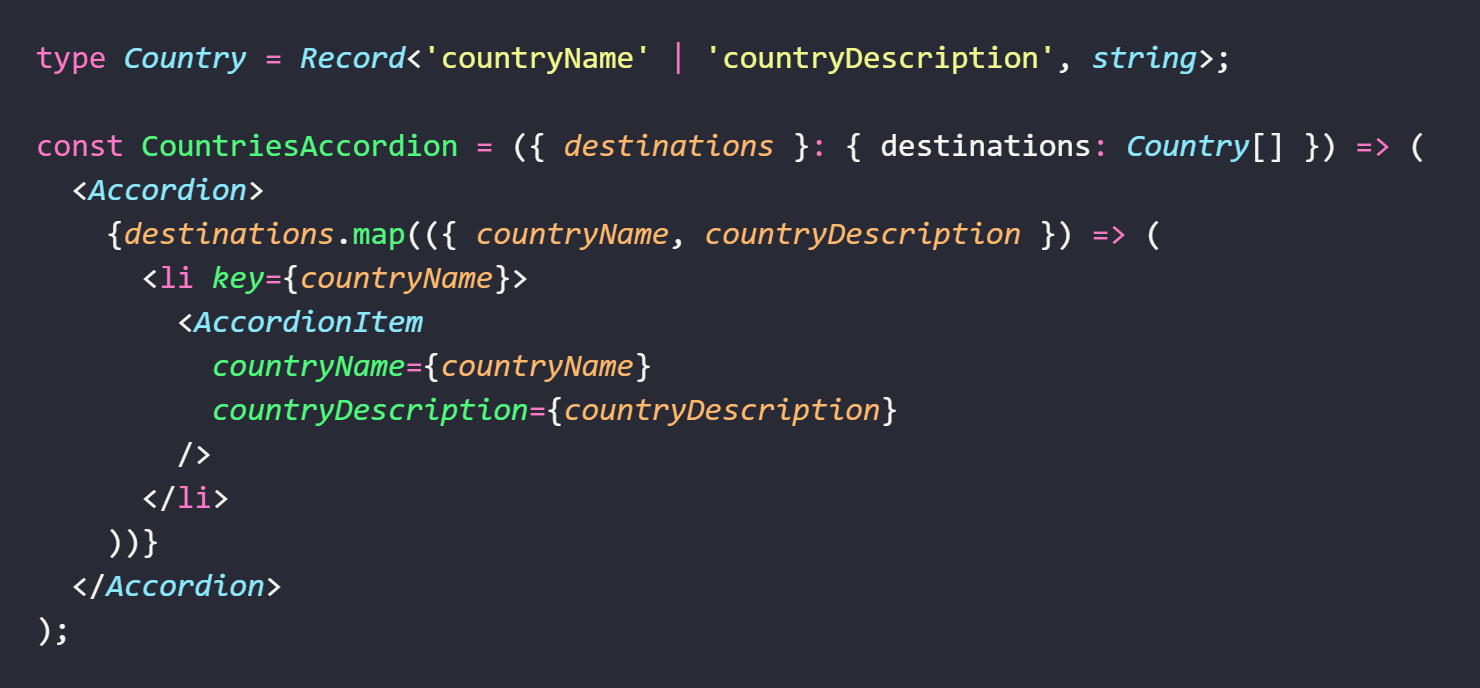 type Country = Record<'countryName' | 'countryDescription', string>;

const CountriesAccordion = ({ destinations }: { destinations: Country[] }) => (
  <Accordion>
    {destinations.map(({ countryName, countryDescription }) => (
      <li key={countryName}>
        <AccordionItem
          countryName={countryName}
          countryDescription={countryDescription}
        />
      </li>
    ))}
  </Accordion>
);